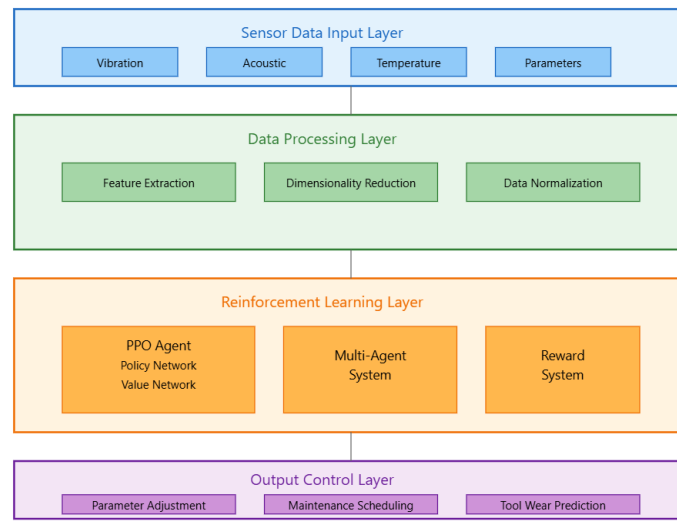 Sensor Data Input Layer
Vibration
Acoustic
Temperature
Parameters
Data Processing Layer
Feature Extraction
Dimensionality Reduction
Data Normalization
Reinforcement Learning Layer
PPO Agent
Policy Network
Value Network
Multi-Agent
System
Reward
System
Output Control Layer
Parameter Adjustment
Maintenance Scheduling
Tool Wear Prediction